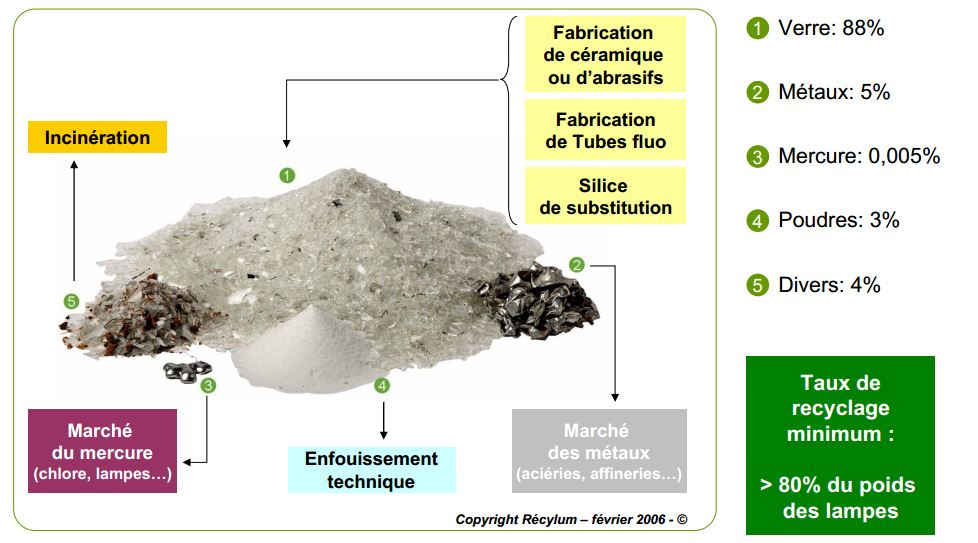 Fabrication
de céramique
ou d'abrasifs
Fabrication
de Tubes fluo
Silice
de substitution
Incinération
1
2
5
3
4
Marché
du mercure
(chlore, lampes…)
Enfouissement
technique
Marché
des métaux
(aciéries, affineries…)
Copyright Récylum – février 2006 - ©
1 Verre: 88%
2 Métaux: 5%
3 Mercure: 0,005%
4 Poudres: 3%
5 Divers: 4%
Taux de
recyclage
minimum :
> 80% du poids
des lampes